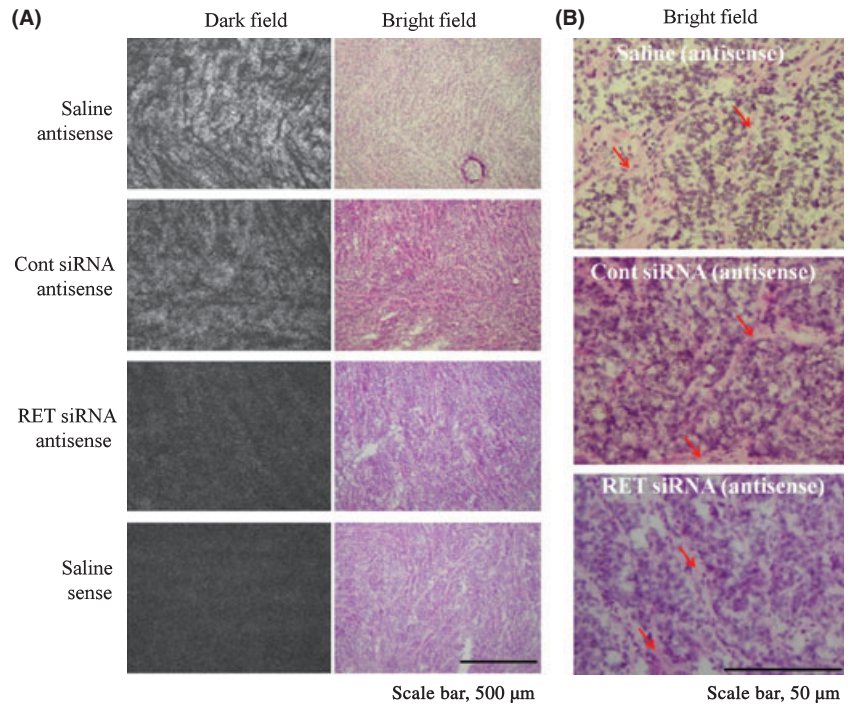 (A)
Dark field
Bright field
Saline
antisense
Cont siRNA
antisense
RET siRNA
antisense
Saline
sense
Scale bar, 500 μm
(B)
Bright field
Saline (antisense)
Cont siRNA (antisense)
RET siRNA (antisense)
Scale bar, 50 μm